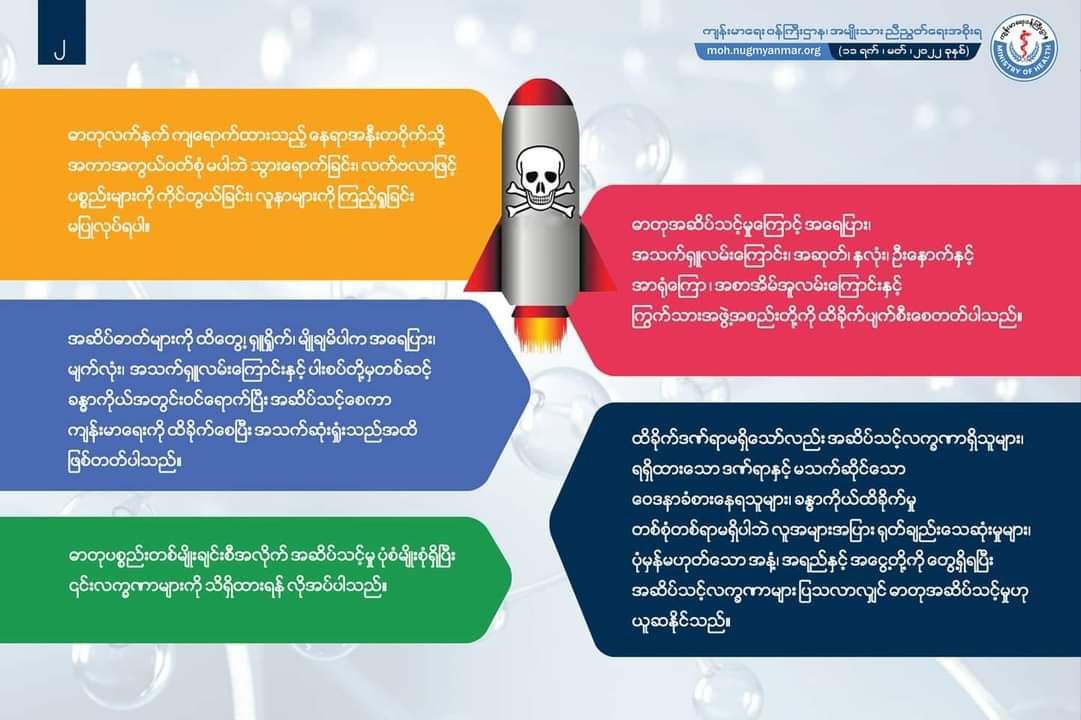 ၂
ကျန်းမာရေး ဝန်ကြီးဌာန၊ အမျိုးသား ညီညွတ်ရေးအစိုးရ
moh.nugmyanmar.org (၁၁ ရက် ၊ မတ် ၊ ၂၀၂၂ ခုနှစ်)
ကျန်းမာရေးဝန်ကြီးဌာန
MINISTRY OF HEALTH
ဓာတုလက်နက် ကျရောက်ထားသည့် နေရာအနီးတဝိုက်သို့
အကာအကွယ်ဝတ်စုံ မပါဘဲ သွားရောက်ခြင်း၊ လက်ဗလာဖြင့်
ပစ္စည်းများကို ကိုင်တွယ်ခြင်း၊ လူနာများကို ကြည့်ရှုခြင်း
မပြုလုပ်ရပါ။
အဆိပ်ဓာတ်များကို ထိတွေ့၊ ရှူရှိုက်၊ မျိုချမိပါက အရေပြား၊
မျက်လုံး၊ အသက်ရှူလမ်းကြောင်းနှင့် ပါးစပ်တို့မှတစ်ဆင့်
ခန္ဓာကိုယ်အတွင်းဝင်ရောက်ပြီး အဆိပ်သင့်စေကာ
ကျန်းမာရေးကို ထိခိုက်စေပြီး အသက်ဆုံးရှုံးသည်အထိ
ဖြစ်တတ်ပါသည်။
ဓာတုပစ္စည်းတစ်မျိုးချင်းစီအလိုက် အဆိပ်သင့်မှု ပုံစံမျိုးစုံရှိပြီး
၎င်းလက္ခဏာများကို သိရှိထားရန် လိုအပ်ပါသည်။
ဓာတုအဆိပ်သင့်မှုကြောင့် အရေပြား၊
အသက်ရှူလမ်းကြောင်း၊ အဆုတ်၊ နှလုံး၊ ဦးနှောက်နှင့်
အာရုံကြော ၊ အစာအိမ်အူလမ်းကြောင်းနှင့်
ကြွက်သားအဖွဲ့အစည်းတို့ကို ထိခိုက်ပျက်စီးစေတတ်ပါသည်။
ထိခိုက်ဒဏ်ရာမရှိသော်လည်း အဆိပ်သင့်လက္ခဏာရှိသူများ၊
ရရှိထားသော ဒဏ်ရာနှင့် မသက်ဆိုင်သော
ဝေဒနာခံစားနေရသူများ၊ ခန္ဓာကိုယ်ထိခိုက်မှု
တစ်စုံတစ်ရာမရှိပါဘဲ လူအများအပြား ရုတ်ချည်းသေဆုံးမှုများ၊
ပုံမှန်မဟုတ်သော အနံ့၊ အရည်နှင့် အငွေ့တို့ကို တွေ့ရှိရပြီး
အဆိပ်သင့်လက္ခဏာများ ပြသလာလျှင် ဓာတုအဆိပ်သင့်မှုဟု
ယူဆနိုင်သည်။